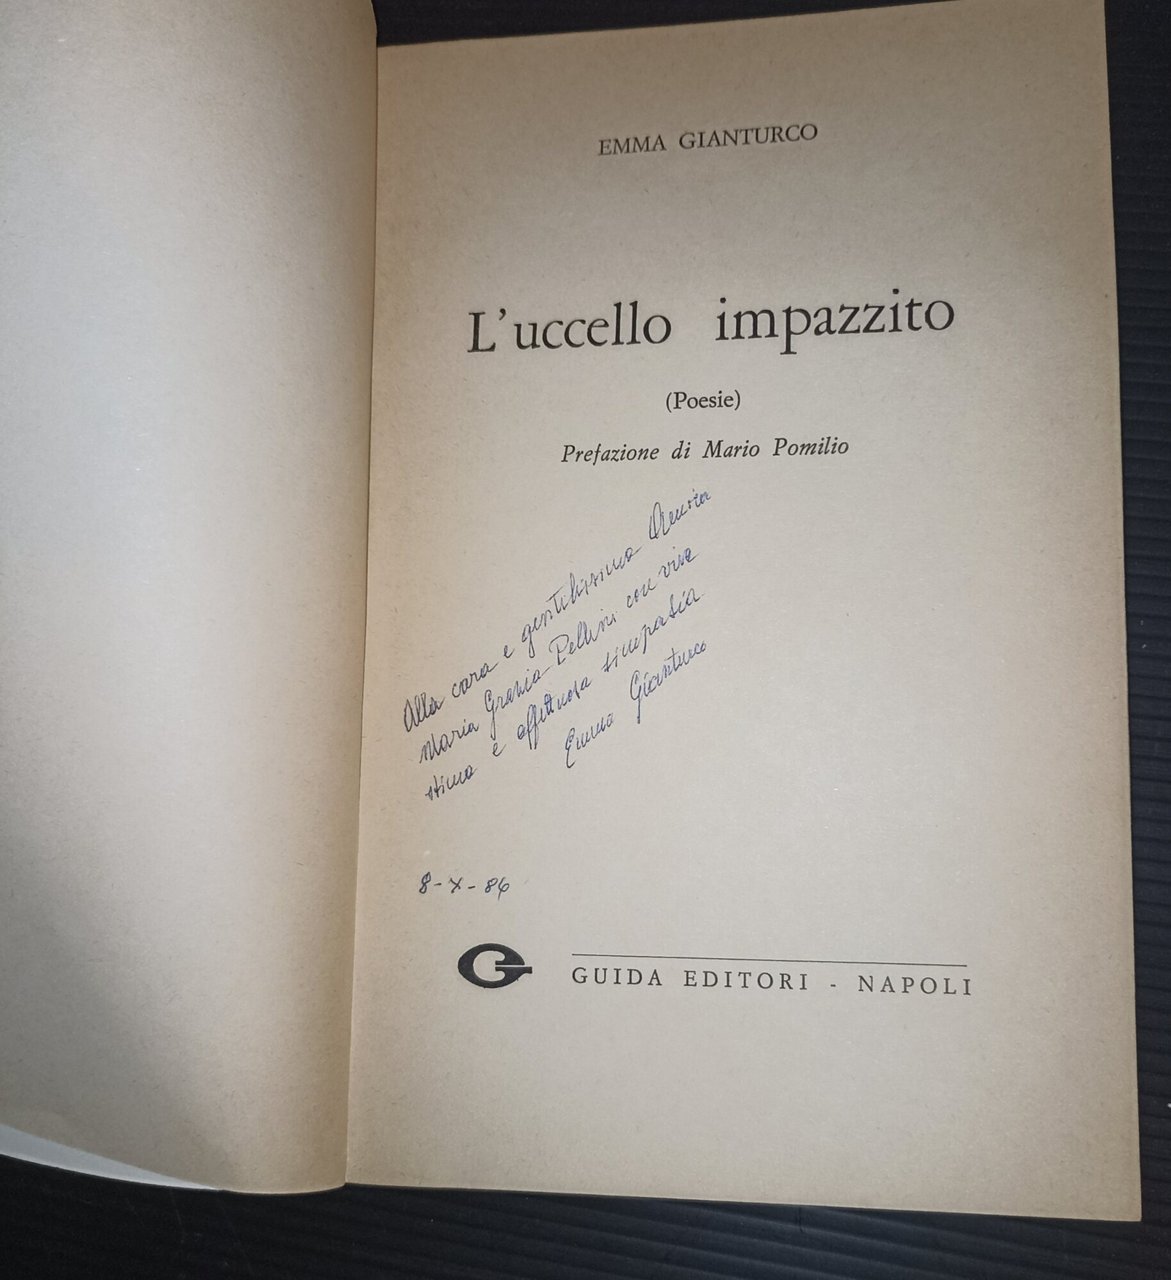 EMMA GIANTURCO
L'uccello impazzito
(Poesie)
Prefazione di Mario Pomilio
Alla cara e gentilissima
Maria Grazia Pellini con viva
stima e affettuosa simpatia
Emma Gianturco
8-X-86
GUIDA EDITORI - NAPOLI